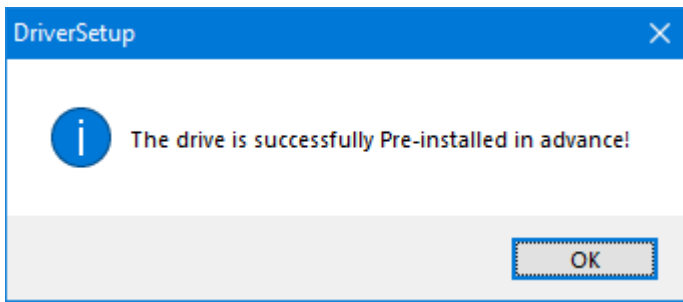 DriverSetup
The drive is successfully Pre-installed in advance!
OK